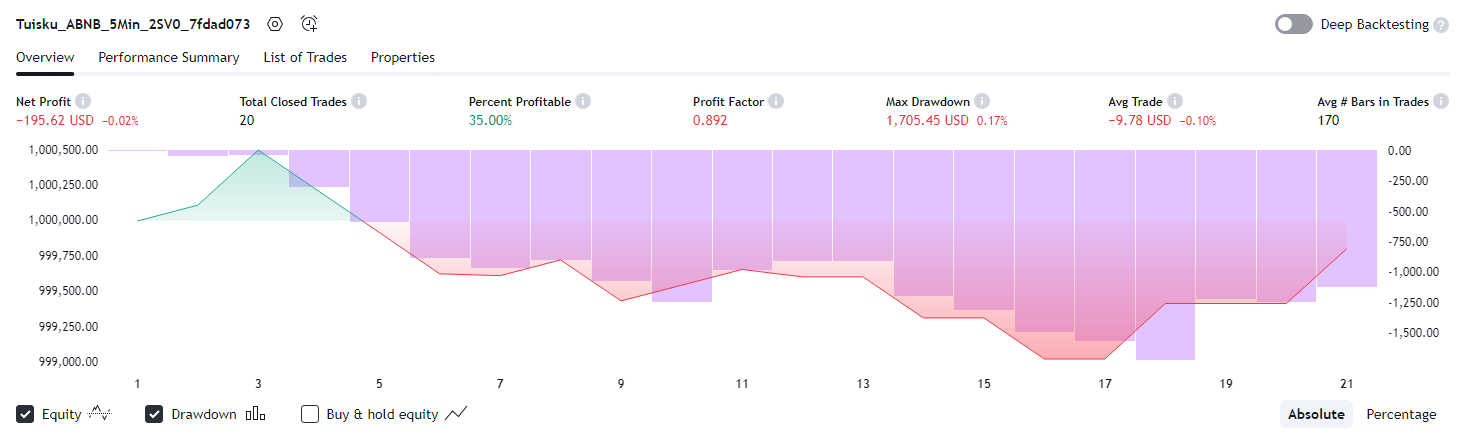 Tuisku_ABNB_5Min_2SV0_7fdad073
Deep Backtesting ?
Overview Performance Summary List of Trades Properties
Net Profit i Total Closed Trades i Percent Profitable i Profit Factor i Max Drawdown i Avg Trade i Avg # Bars in Trades i
−195.62 USD −0.02% 20 35.00% 0.892 1,705.45 USD 0.17% −9.78 USD −0.10% 170
1,000,500.00 0.00
1,000,250.00 -250.00
1,000,000.00 -500.00
999,750.00 -750.00
999,500.00 -1,000.00
999,250.00 -1,250.00
999,000.00 -1,500.00
1 3 5 7 9 11 13 15 17 19 21
Equity Drawdown Buy & hold equity Absolute Percentage